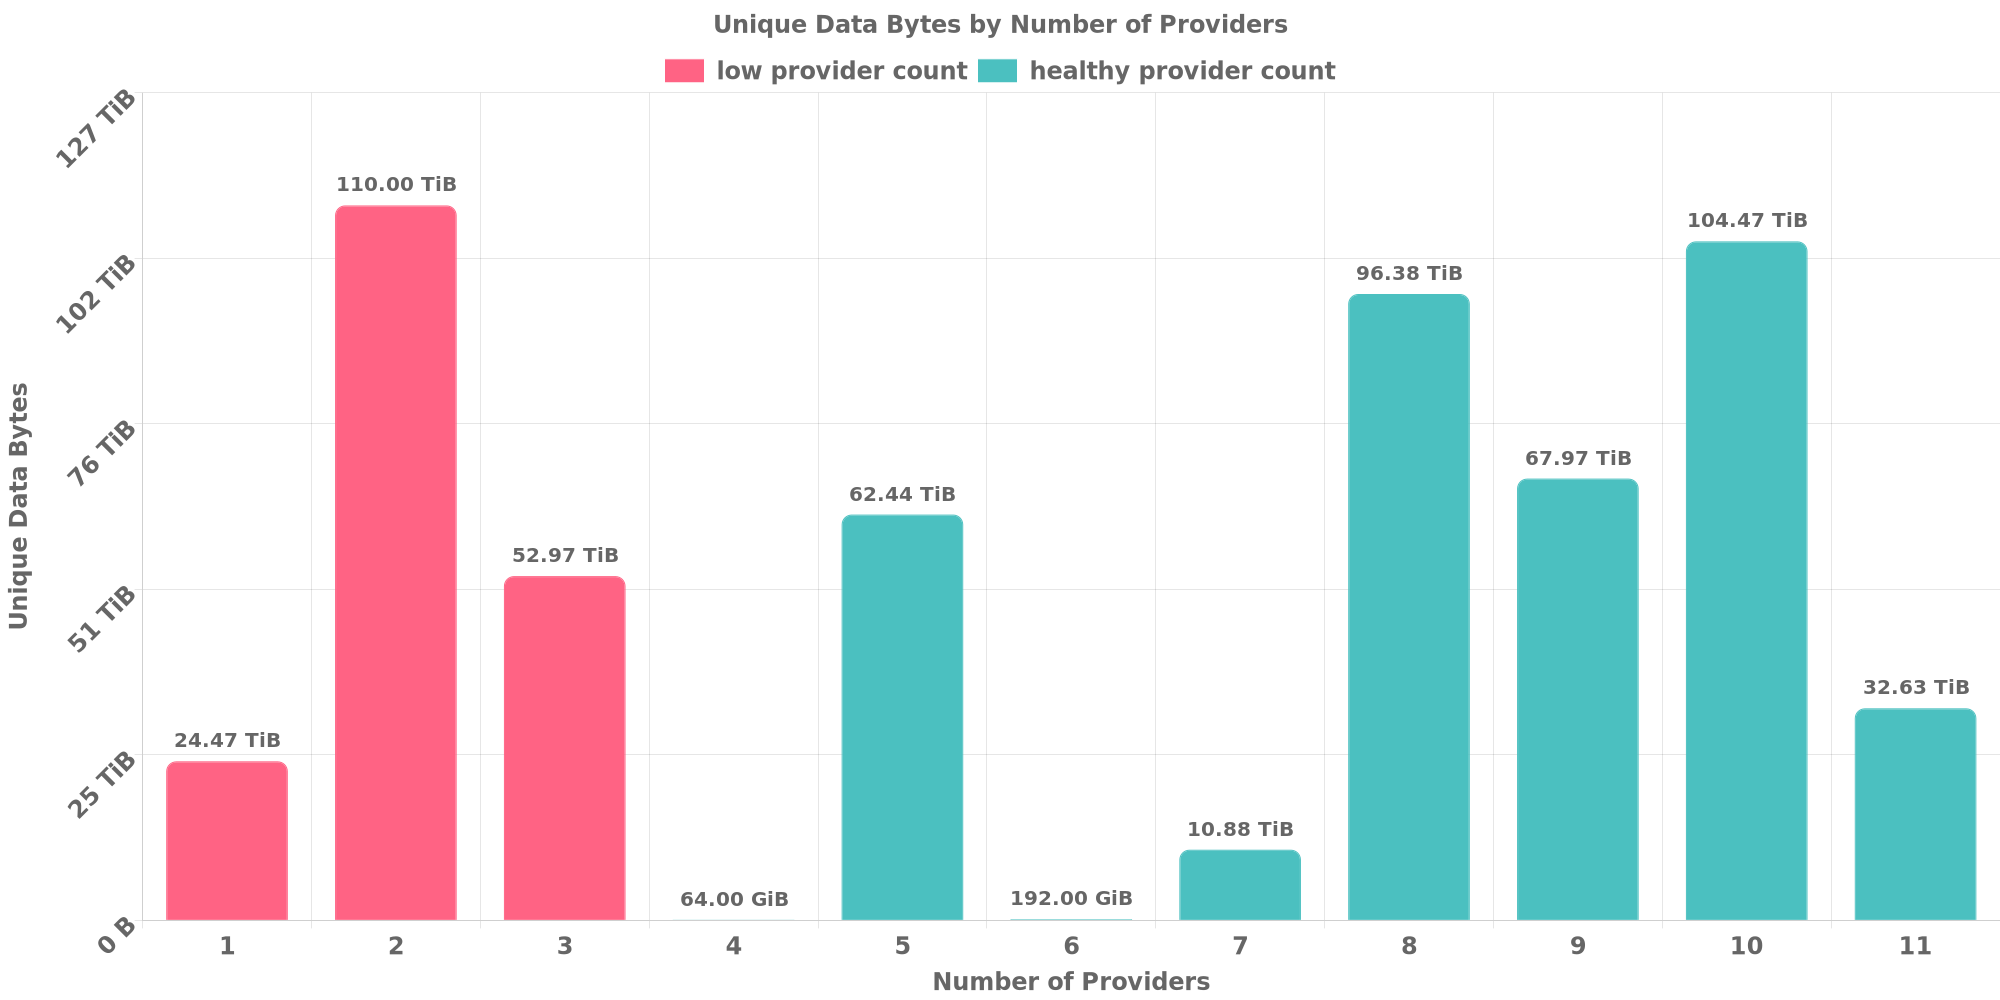 Unique Data Bytes by Number of Providers
low provider count healthy provider count
127 TiB
102 TiB
76 TiB
51 TiB
25 TiB
0 B
Unique Data Bytes
24.47 TiB
110.00 TiB
52.97 TiB
64.00 GiB
62.44 TiB
192.00 GiB
10.88 TiB
96.38 TiB
67.97 TiB
104.47 TiB
32.63 TiB
1 2 3 4 5 6 7 8 9 10 11
Number of Providers